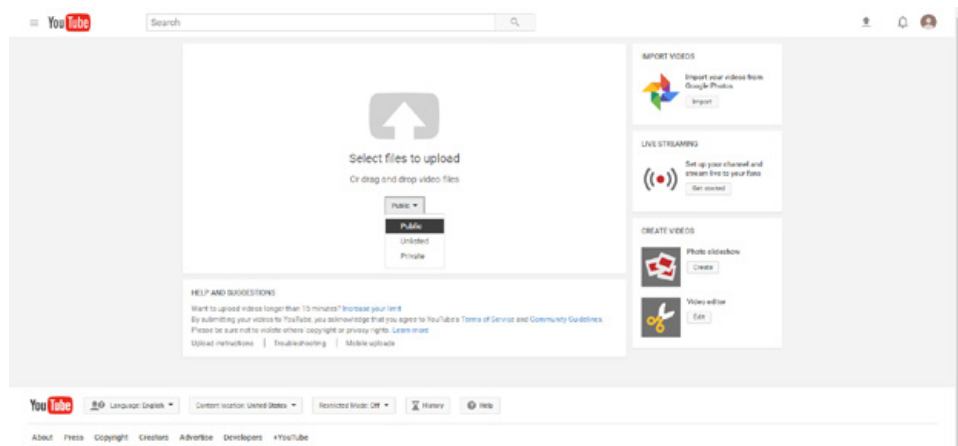 You Tube
Search
Select files to upload
Or drag and drop video files
Public
Public
Unlisted
Private
HELP AND SUGGESTIONS
Want to upload videos longer than 15 minutes? Increase your limit
By submitting your videos to YouTube, you acknowledge that you agree to YouTube's Terms of Service and Community Guidelines.
Please be sure not to violate others' copyright or privacy rights. Learn more
Upload instructions | Troubleshooting | Mobile uploads
IMPORT VIDEOS
Import your videos from
Google Photos
Import
LIVE STREAMING
Set up your channel and
stream live to your fans
Get started
CREATE VIDEOS
Photo slideshow
Create
Video editor
Edit
You Tube Language: English Content location: United States Restricted Mode: Off History Help
About Press Copyright Creators Advertise Developers +YouTube